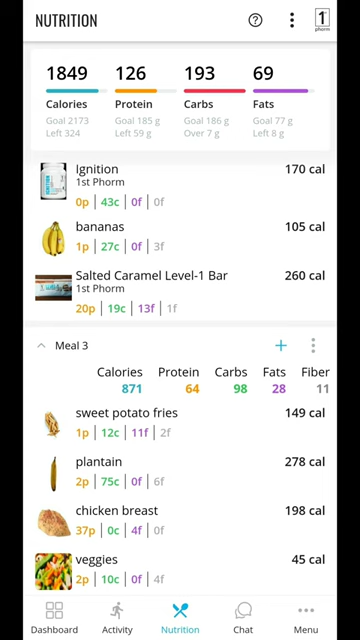 NUTRITION
1st
phorm
1849 126 193 69
Calories Protein Carbs Fats
Goal 2173 Goal 185 g Goal 186 g Goal 77 g
Left 324 Left 59 g Over 7 g Left 8 g
Ignition 170 cal
1st Phorm
0p 43c 0f 0f
bananas 105 cal
1p 27c 0f 3f
Salted Caramel Level-1 Bar 260 cal
1st Phorm
20p 19c 13f 1f
Meal 3
Calories Protein Carbs Fats Fiber
871 64 98 28 11
sweet potato fries 149 cal
1p 12c 11f 2f
plantain 278 cal
2p 75c 0f 6f
chicken breast 198 cal
37p 0c 4f 0f
veggies 45 cal
2p 10c 0f 4f
Dashboard Activity Nutrition Chat Menu